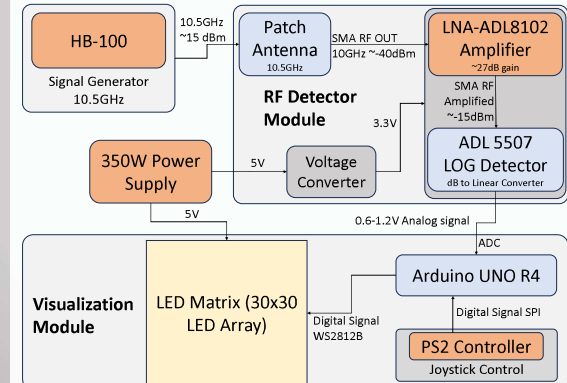 HB-100
Signal Generator
10.5GHz
10.5GHz
~15 dBm
Patch
Antenna
10.5GHz
SMA RF OUT
10GHz ~-40dBm
LNA-ADL8102
Amplifier
~27dB gain
SMA RF
Amplified
~-15dBm
RF Detector
Module
3.3V
ADL 5507
LOG Detector
dB to Linear Converter
350W Power
Supply
5V
Voltage
Converter
5V
0.6-1.2V Analog signal
ADC
Arduino UNO R4
Visualization
Module
LED Matrix (30x30
LED Array)
Digital Signal
WS2812B
Digital Signal SPI
PS2 Controller
Joystick Control